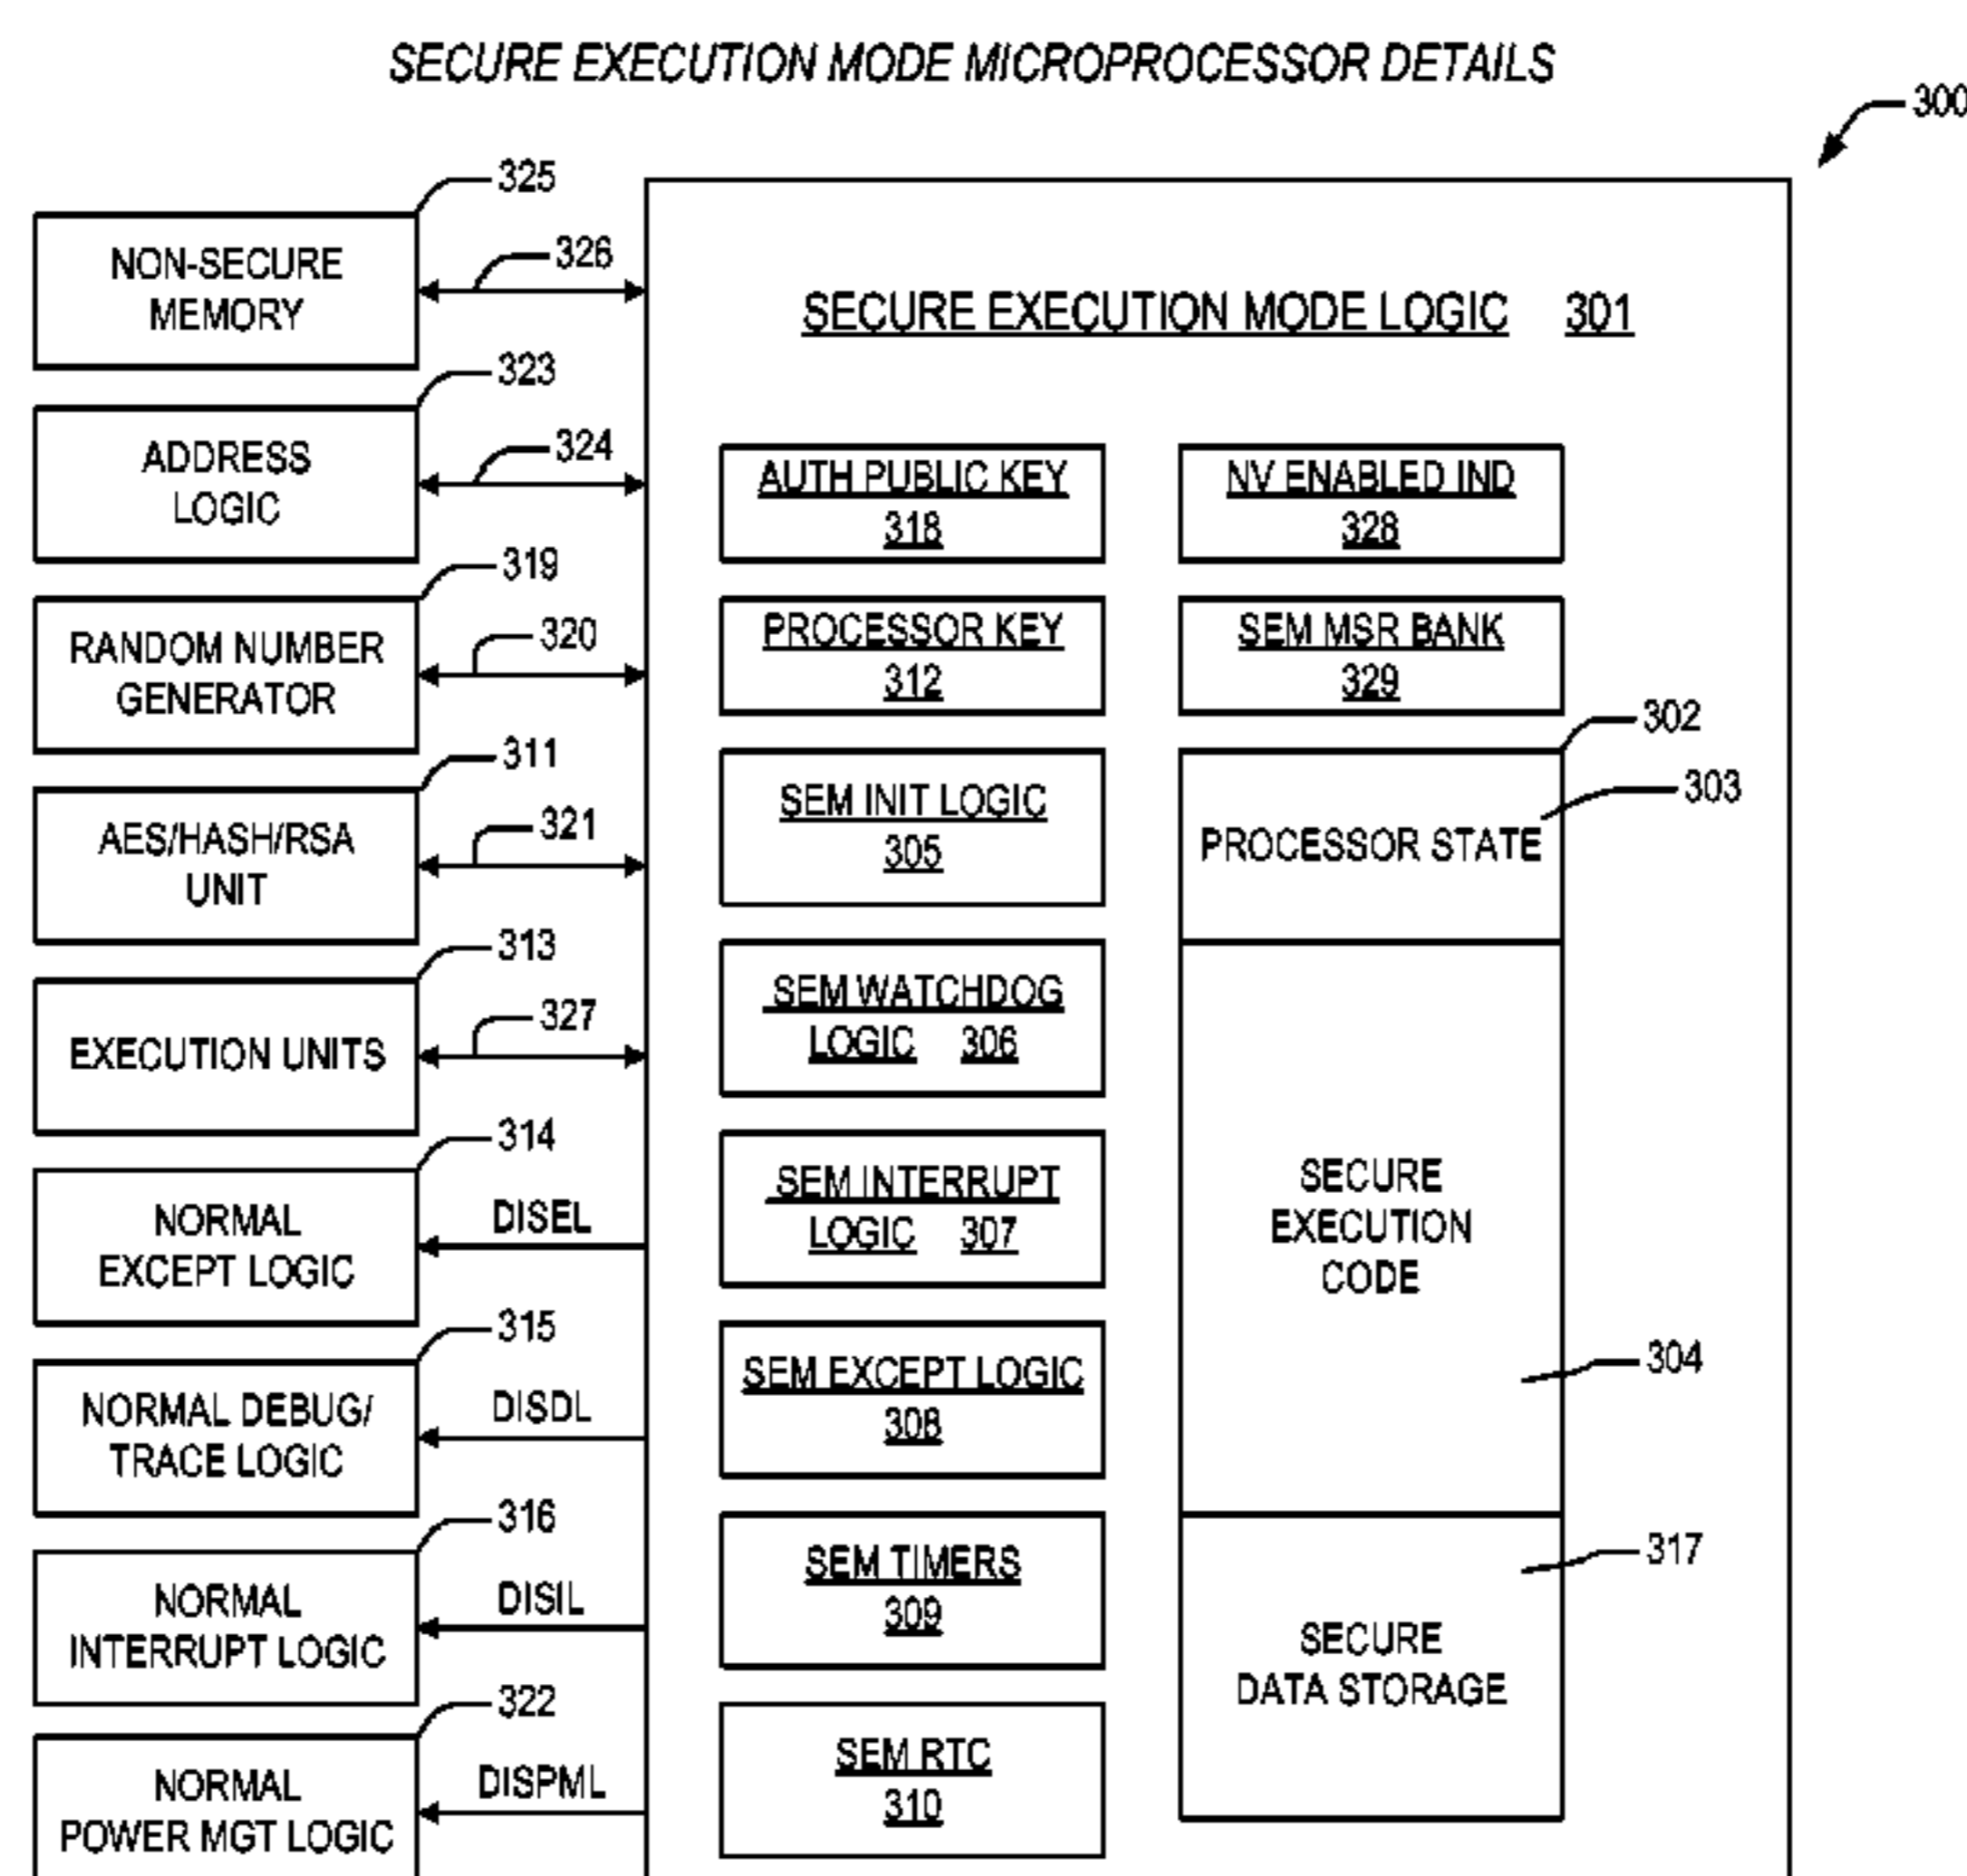 SECURE EXECUTION MODE MICROPROCESSOR DETAILS
300
325
NON-SECURE
MEMORY
326
323
ADDRESS
LOGIC
324
319
RANDOM NUMBER
GENERATOR
320
311
AES/HASH/RSA
UNIT
321
313
EXECUTION UNITS
327
314
NORMAL
EXCEPT LOGIC
DISEL
315
NORMAL DEBUG/
TRACE LOGIC
DISDL
316
NORMAL
INTERRUPT LOGIC
DISIL
322
NORMAL
POWER MGT LOGIC
DISPML
SECURE EXECUTION MODE LOGIC 301
AUTH PUBLIC KEY
318
PROCESSOR KEY
312
SEM INIT LOGIC
305
SEM WATCHDOG
LOGIC 306
SEM INTERRUPT
LOGIC 307
SEM EXCEPT LOGIC
308
SEM TIMERS
309
SEM RTC
310
NV ENABLED IND
328
SEM MSR BANK
329
302
303
PROCESSOR STATE
SECURE
EXECUTION
CODE
304
317
SECURE
DATA STORAGE